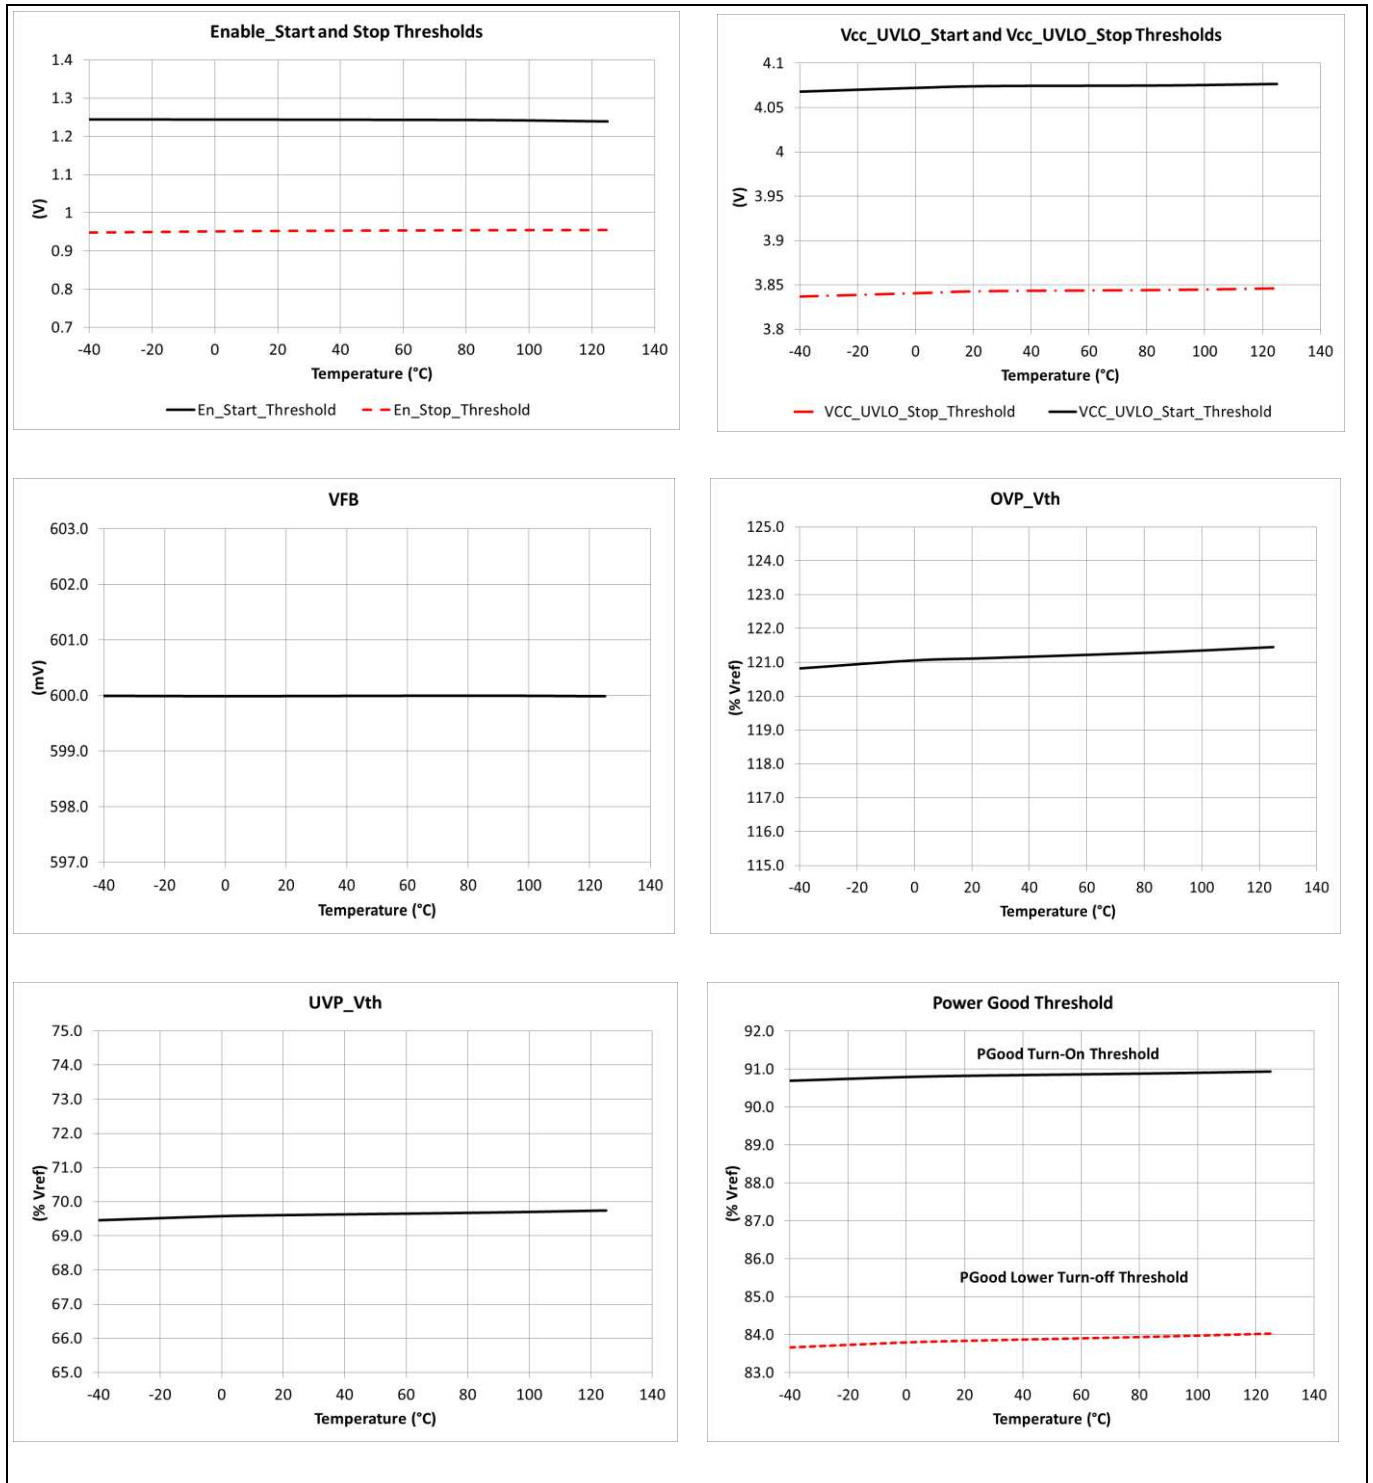 Enable_Start and Stop Thresholds
1.4
1.3
1.2
1.1
1
0.9
0.8
0.7
(V)
-40 -20 0 20 40 60 80 100 120 140
Temperature (°C)
En_Start_Threshold En_Stop_Threshold
Vcc_UVLO_Start and Vcc_UVLO_Stop Thresholds
4.1
4.05
4
3.95
3.9
3.85
3.8
(V)
-40 -20 0 20 40 60 80 100 120 140
Temperature (°C)
VCC_UVLO_Stop_Threshold VCC_UVLO_Start_Threshold
VFB
603.0
602.0
601.0
600.0
599.0
598.0
597.0
(mV)
-40 -20 0 20 40 60 80 100 120 140
Temperature (°C)
OVP_Vth
125.0
124.0
123.0
122.0
121.0
120.0
119.0
118.0
117.0
116.0
115.0
(% Vref)
-40 -20 0 20 40 60 80 100 120 140
Temperature (°C)
UVP_Vth
75.0
74.0
73.0
72.0
71.0
70.0
69.0
68.0
67.0
66.0
65.0
(% Vref)
-40 -20 0 20 40 60 80 100 120 140
Temperature (°C)
Power Good Threshold
92.0
91.0
90.0
89.0
88.0
87.0
86.0
85.0
84.0
83.0
(% Vref)
PGood Turn-On Threshold
PGood Lower Turn-off Threshold
-40 -20 0 20 40 60 80 100 120 140
Temperature (°C)